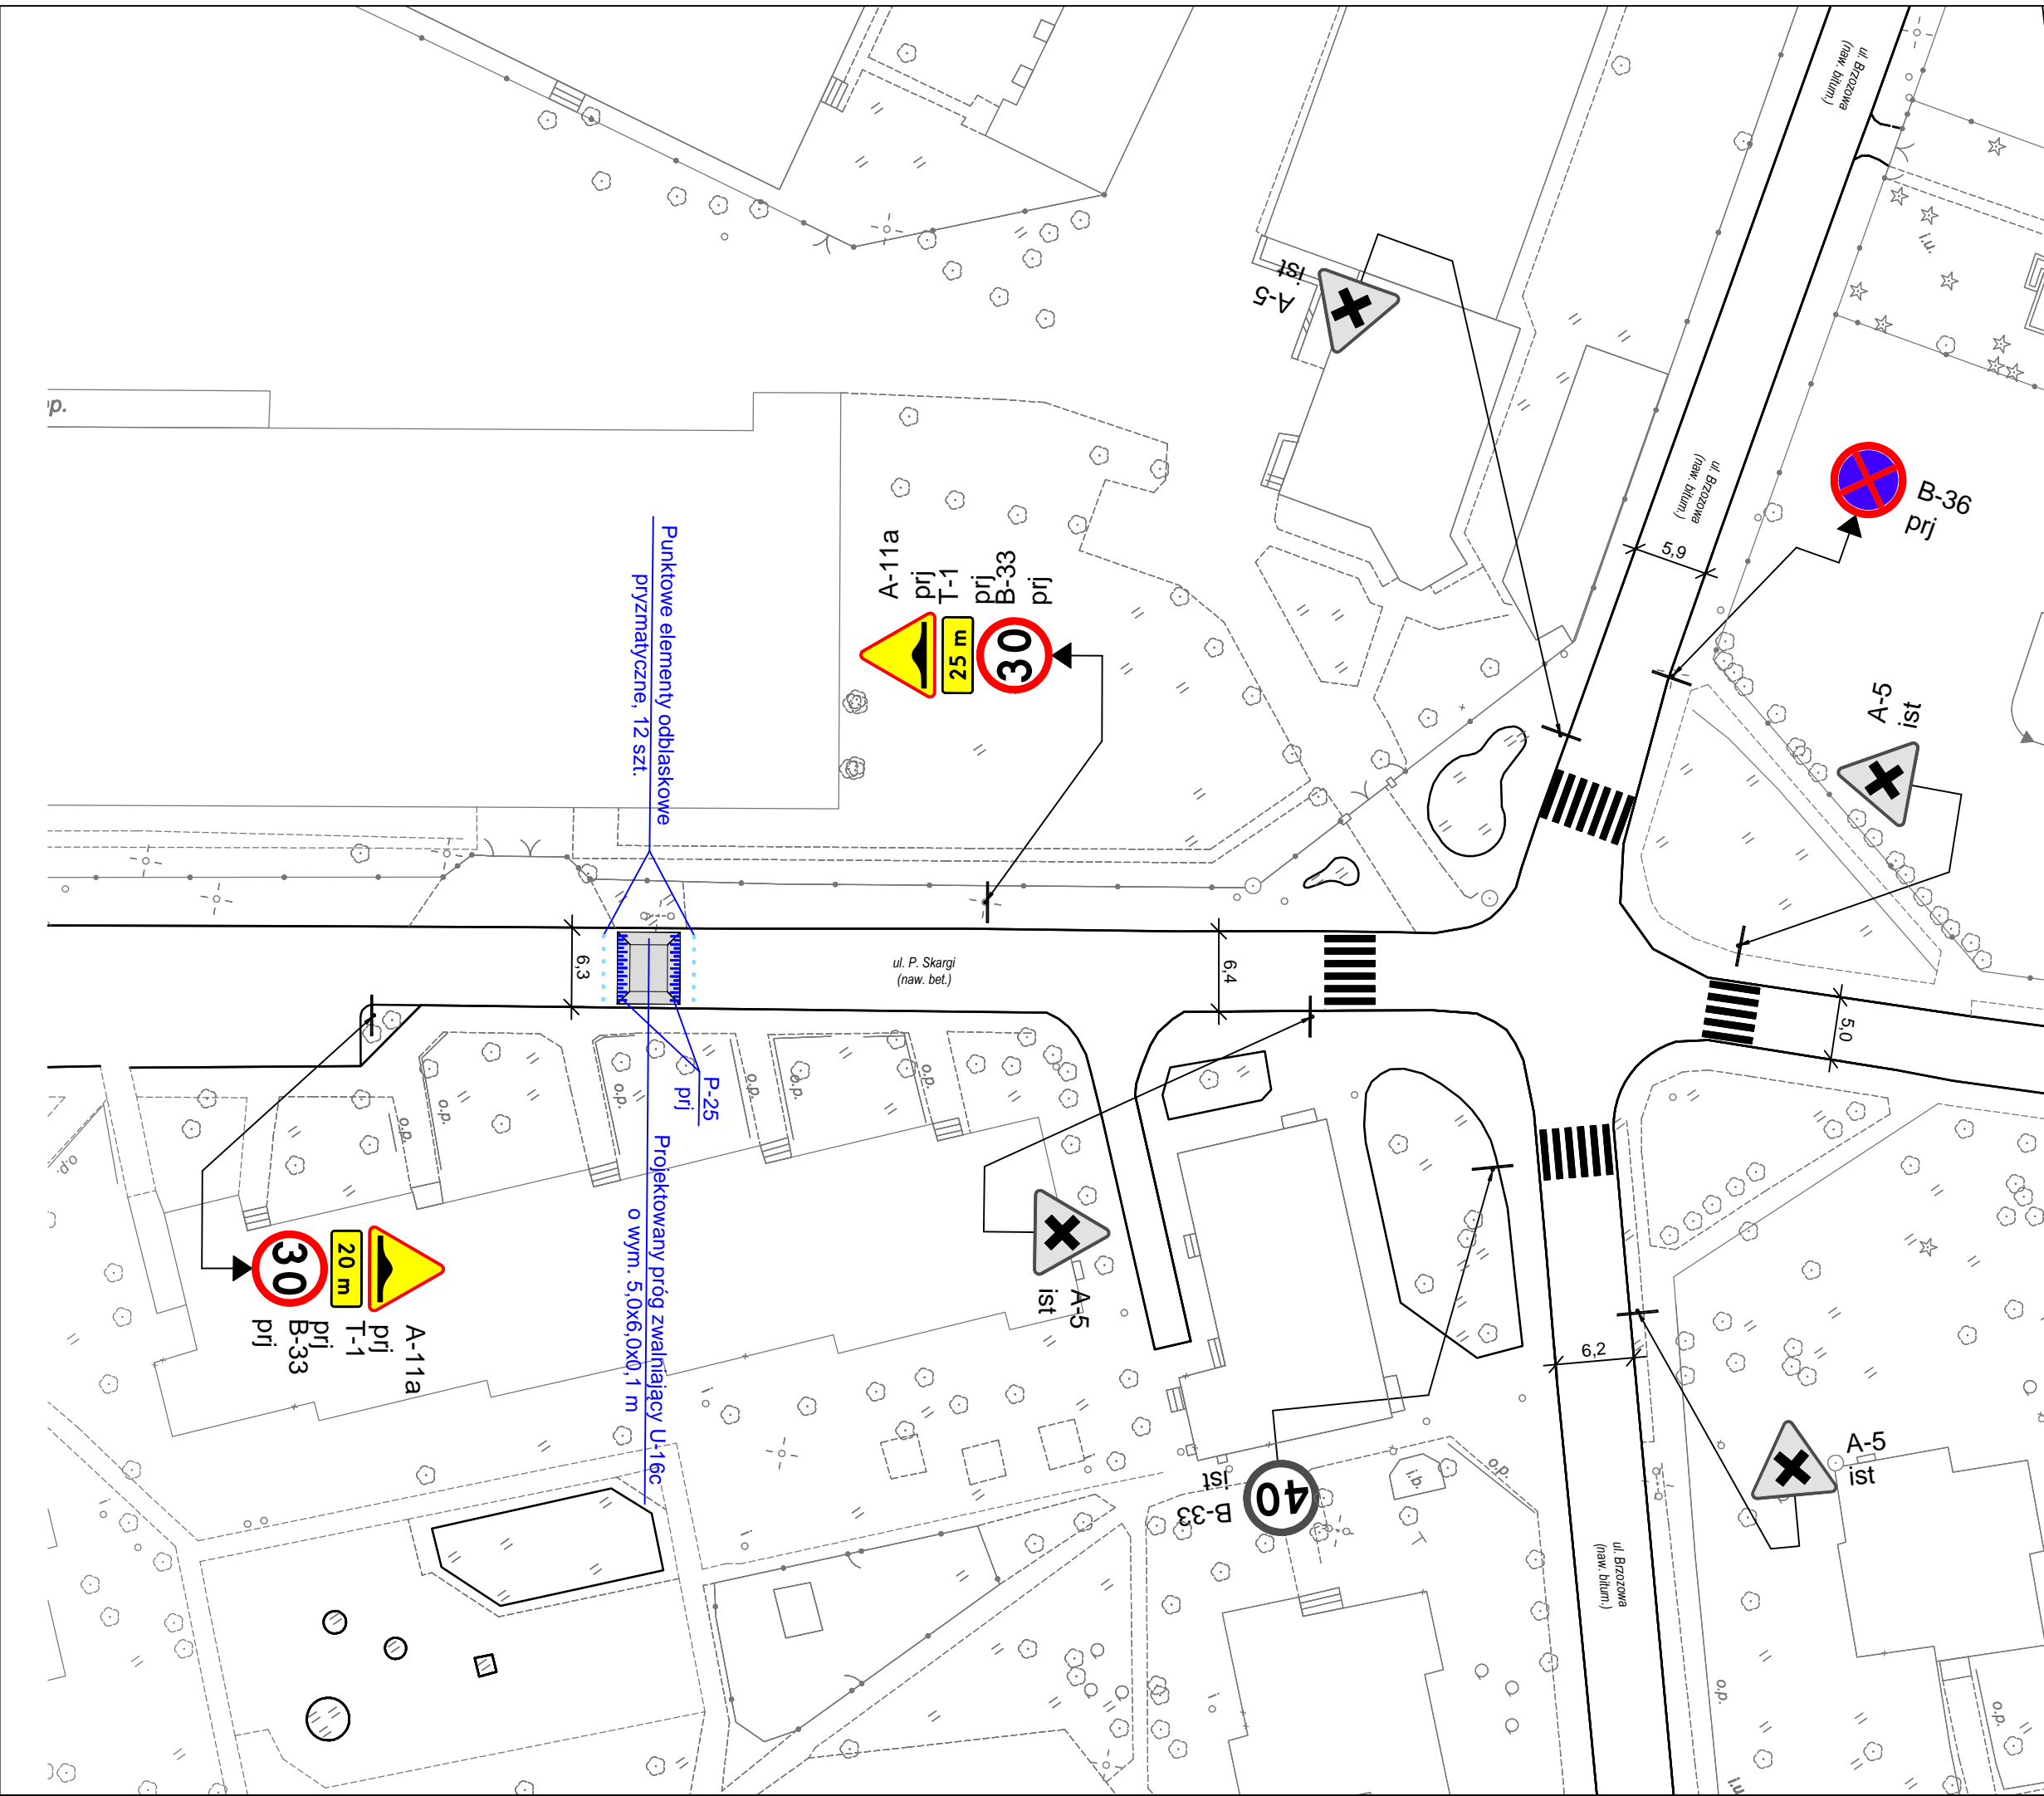 ul. Brzozowa
(naw. bitum.)
A-5
ist
op.
ul. Brzozowa
(naw. bitum.)
B-36
prj
5,9
i.u.
A-11a
prj
T-1
prj
B-33
prj
25 m
30
Punktowe elementy odblaskowe
pryzmatyczne, 12 szt.
A-5
ist
6,3
ul. P. Skargi
(naw. bet.)
6,4
5,0
P-25
prj
o.p.
o.p.
o.p.
o.p.
o.p.
o.p.
o.p.
Projektowany próg zwalniający U-16c
o wym. 5,0x6,0x0,1 m
30
20 m
A-11a
prj
T-1
prj
B-33
prj
A-5
ist
6,2
A-5
ist
B-33
ist
40
i.b.
o.p.
ul. Brzozowa
(naw. bitum.)
o.p.
o.p.
i.u.